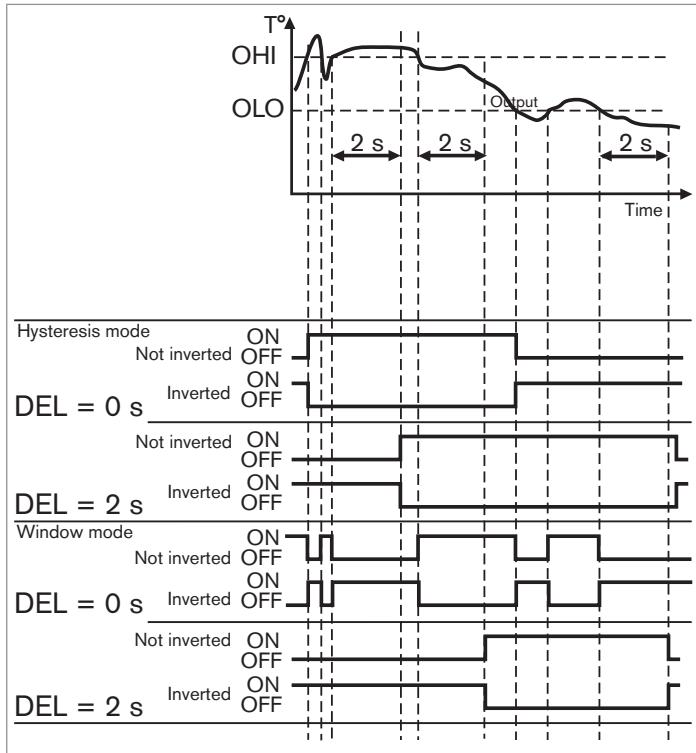 T°
OHI
OLO
Output
2 s
2 s
2 s
Time
Hysteresis mode
Not inverted
ON
OFF
Inverted
ON
OFF
DEL = 0 s
Not inverted
ON
OFF
Inverted
ON
OFF
DEL = 2 s
Window mode
Not inverted
ON
OFF
Inverted
ON
OFF
DEL = 0 s
Not inverted
ON
OFF
Inverted
ON
OFF
DEL = 2 s